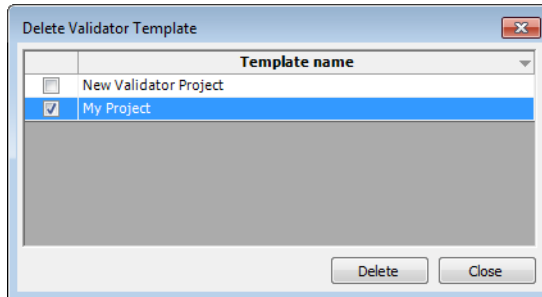 Delete Validator Template
Template name
New Validator Project
My Project
Delete
Close